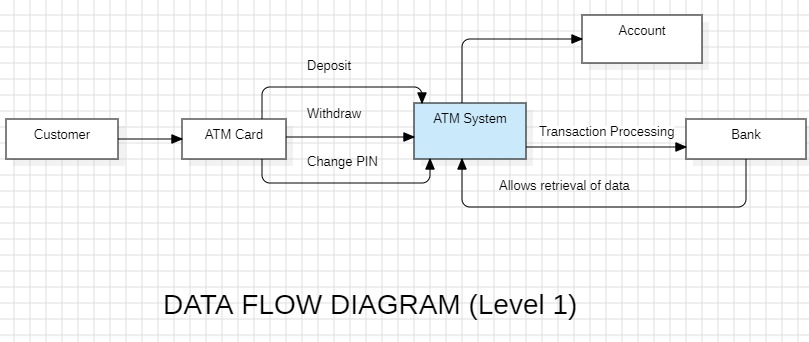 Account
Deposit
Withdraw
ATM System
Customer
ATM Card
Transaction Processing
Bank
Change PIN
Allows retrieval of data
DATA FLOW DIAGRAM (Level 1)